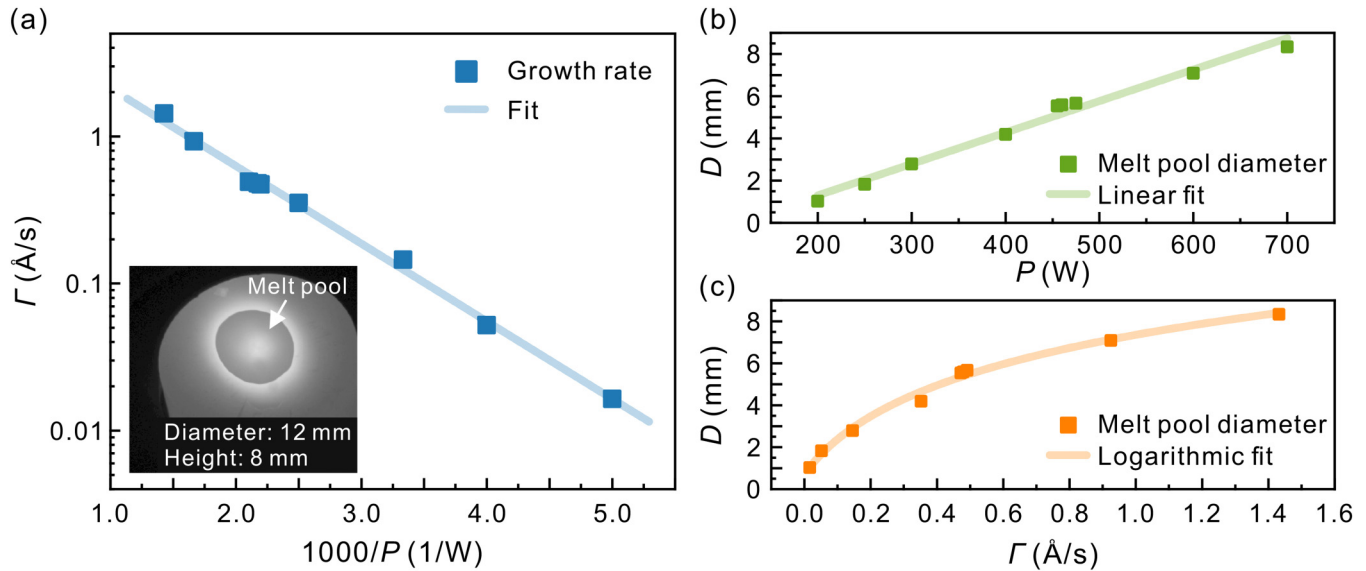 (a)
Growth rate
Fit
1
0.1
0.01
Γ (Å/s)
Melt pool
Diameter: 12 mm
Height: 8 mm
1.0 2.0 3.0 4.0 5.0
1000/P (1/W)
(b)
8
6
4
2
0
D (mm)
Melt pool diameter
Linear fit
200 300 400 500 600 700
P (W)
(c)
8
6
4
2
0
D (mm)
Melt pool diameter
Logarithmic fit
0.0 0.2 0.4 0.6 0.8 1.0 1.2 1.4 1.6
Γ (Å/s)